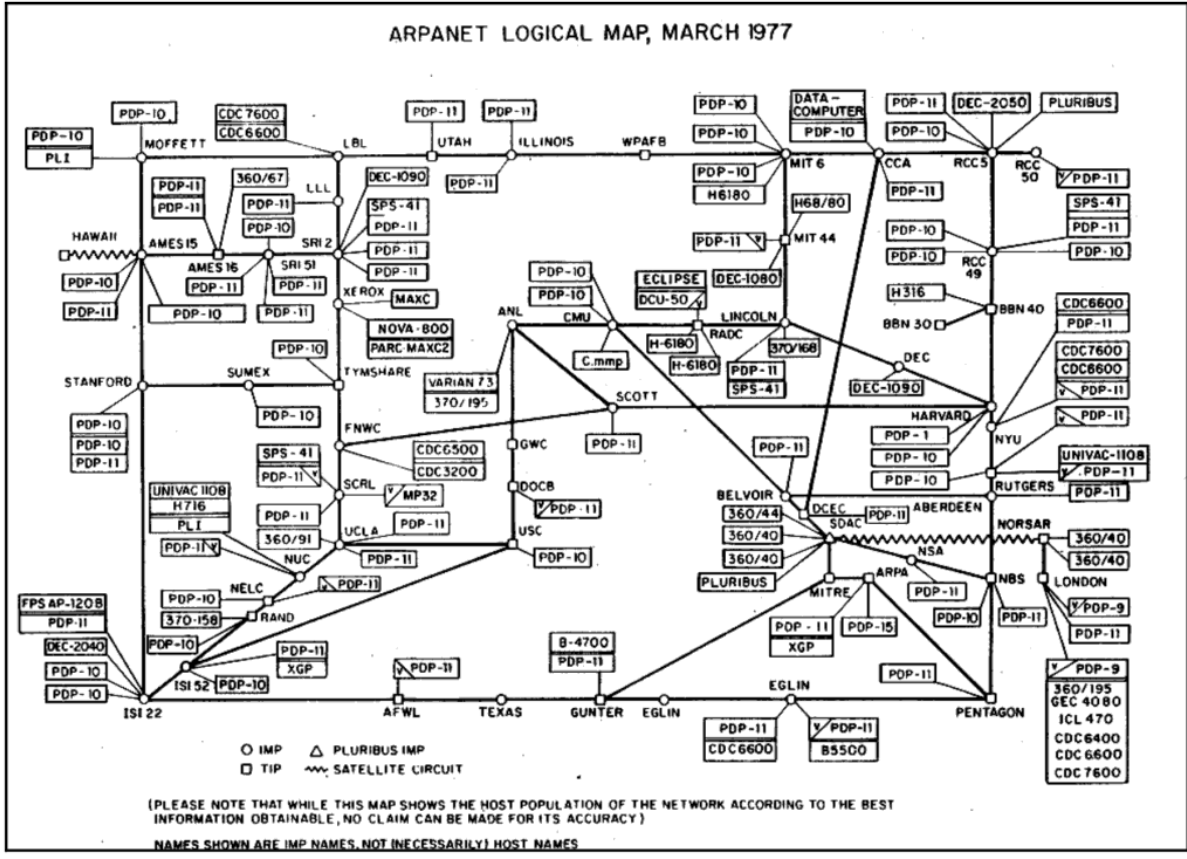 ARPANET LOGICAL MAP, MARCH 1977
PDP-10
CDC7600
CDC6600
PDP-11
PDP-11
PDP-10
DATA-
COMPUTER
PDP-10
PDP-11
DEC-2050
PLURIBUS
PDP-10
PLI
MOFFETT
LBL
UTAH
ILLINOIS
WPAFB
PDP-10
PDP-10
H6180
MIT 6
CCA
PDP-10
RCC5
RCC
50
PDP-11
PDP-11
PDP-11
360/67
LLL
PDP-11
DEC-1090
PDP-11
PDP-11
PDP-10
SPS-41
PDP-11
H68/80
SPS-41
PDP-11
HAWAII
AMES15
AMES16
SRI 51
SRI 2
PDP-11
PDP-11
PDP-11
MIT 44
PDP-10
PDP-10
RCC
49
PDP-10
PDP-11
PDP-10
PDP-11
PDP-11
PDP-11
XEROX
MAXC
PDP-10
PDP-10
ECLIPSE
DCU-50
DEC-1080
H316
NOVA-800
PARC-MAXC2
ANL
CMU
RADC
LINCOLN
BBN 30
BBN 40
CDC6600
PDP-11
C.mmp
H-6180
H-6180
370/168
PDP-10
STANFORD
SUMEX
TYMSHARE
VARIAN 73
370/195
PDP-11
SPS-41
DEC
DEC-1090
CDC7600
CDC6600
PDP-11
PDP-11
PDP-10
PDP-10
PDP-10
PDP-11
SCOTT
PDP-11
HARVARD
NYU
PDP-1
PDP-10
PDP-10
FNWC
CDC6500
CDC3200
GWC
SPS-41
PDP-11
SCRL
V
MP32
DOCB
V
PDP-11
PDP-11
BELVOIR
DCEC
PDP-11
ABERDEEN
RUTGERS
UNIVAC-1108
V
PDP-11
PDP-11
UNIVAC 1108
H716
PLI
PDP-11
360/91
UCLA
PDP-11
PDP-11
USC
PDP-10
360/44
360/40
360/40
PLURIBUS
SDAC
NSA
PDP-11
NORSAR
360/40
360/40
PDP-11
V
NUC
NELC
PDP-10
V
PDP-11
370-158
RAND
MITRE
ARPA
NBS
PDP-10
PDP-11
LONDON
V
PDP-9
PDP-11
FPS AP-120B
PDP-11
DEC-2040
PDP-10
PDP-10
PDP-10
ISI 52
PDP-11
XGP
PDP-10
PDP-11
XGP
PDP-15
B-4700
PDP-11
V
PDP-11
PDP-11
V
PDP-9
360/195
GEC 4080
ICL 470
CDC6400
CDC6600
CDC7600
ISI 22
AFWL
TEXAS
GUNTER
EGLIN
EGLIN
PENTAGON
PDP-11
CDC6600
V
PDP-11
B5500
IMP
PLURIBUS IMP
TIP
SATELLITE CIRCUIT
(PLEASE NOTE THAT WHILE THIS MAP SHOWS THE HOST POPULATION OF THE NETWORK ACCORDING TO THE BEST
INFORMATION OBTAINABLE, NO CLAIM CAN BE MADE FOR ITS ACCURACY)
NAMES SHOWN ARE IMP NAMES, NOT (NECESSARILY) HOST NAMES